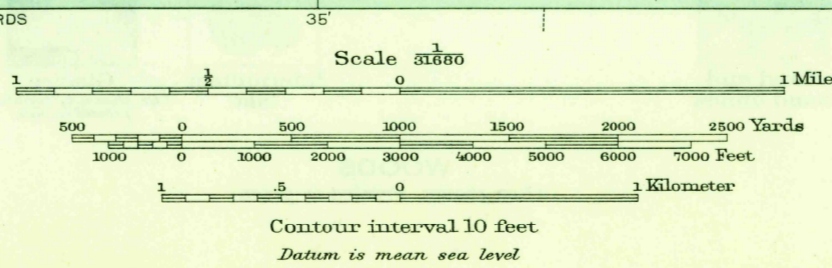 RDS 35'
Scale 1/31680
1 1/2 0 1 Mile
500 0 500 1000 1500 2000 2500 Yards
1000 0 1000 2000 3000 4000 5000 6000 7000 Feet
1 .5 0 1 Kilometer
Contour interval 10 feet
Datum is mean sea level